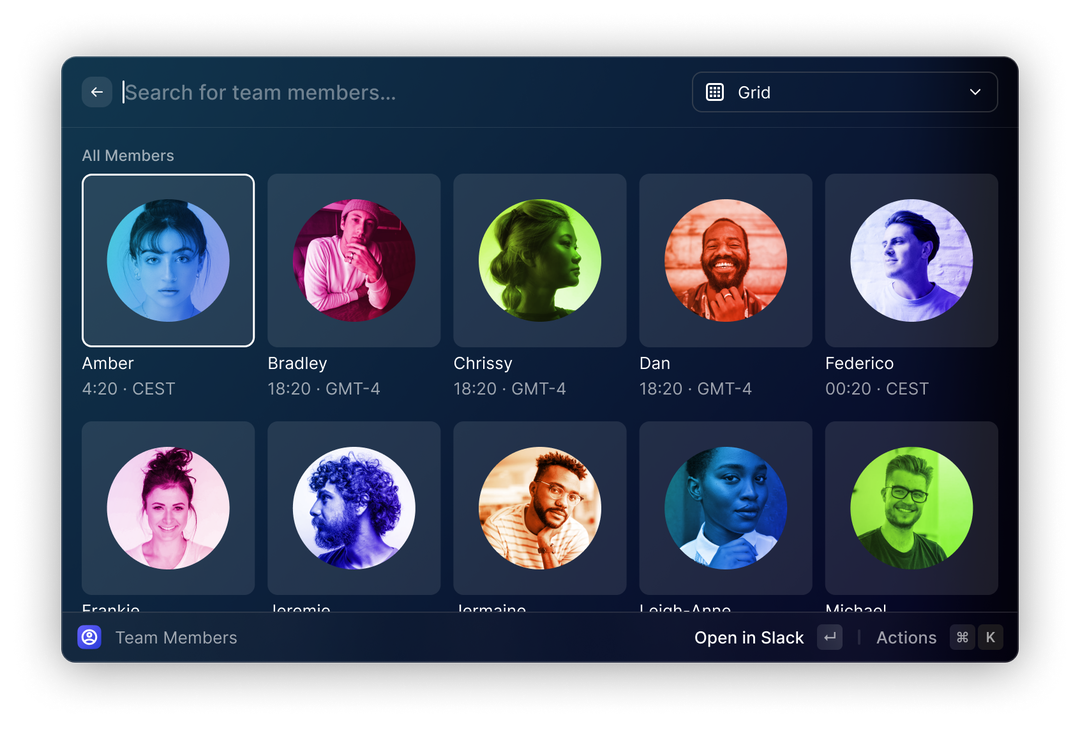 Search for team members...
Grid
All Members
Amber
4:20 · CEST
Bradley
18:20 · GMT-4
Chrissy
18:20 · GMT-4
Dan
18:20 · GMT-4
Federico
00:20 · CEST
Frankie
Jeremie
Jermaine
Leigh-Anne
Michael
Team Members
Open in Slack
Actions
⌘ K